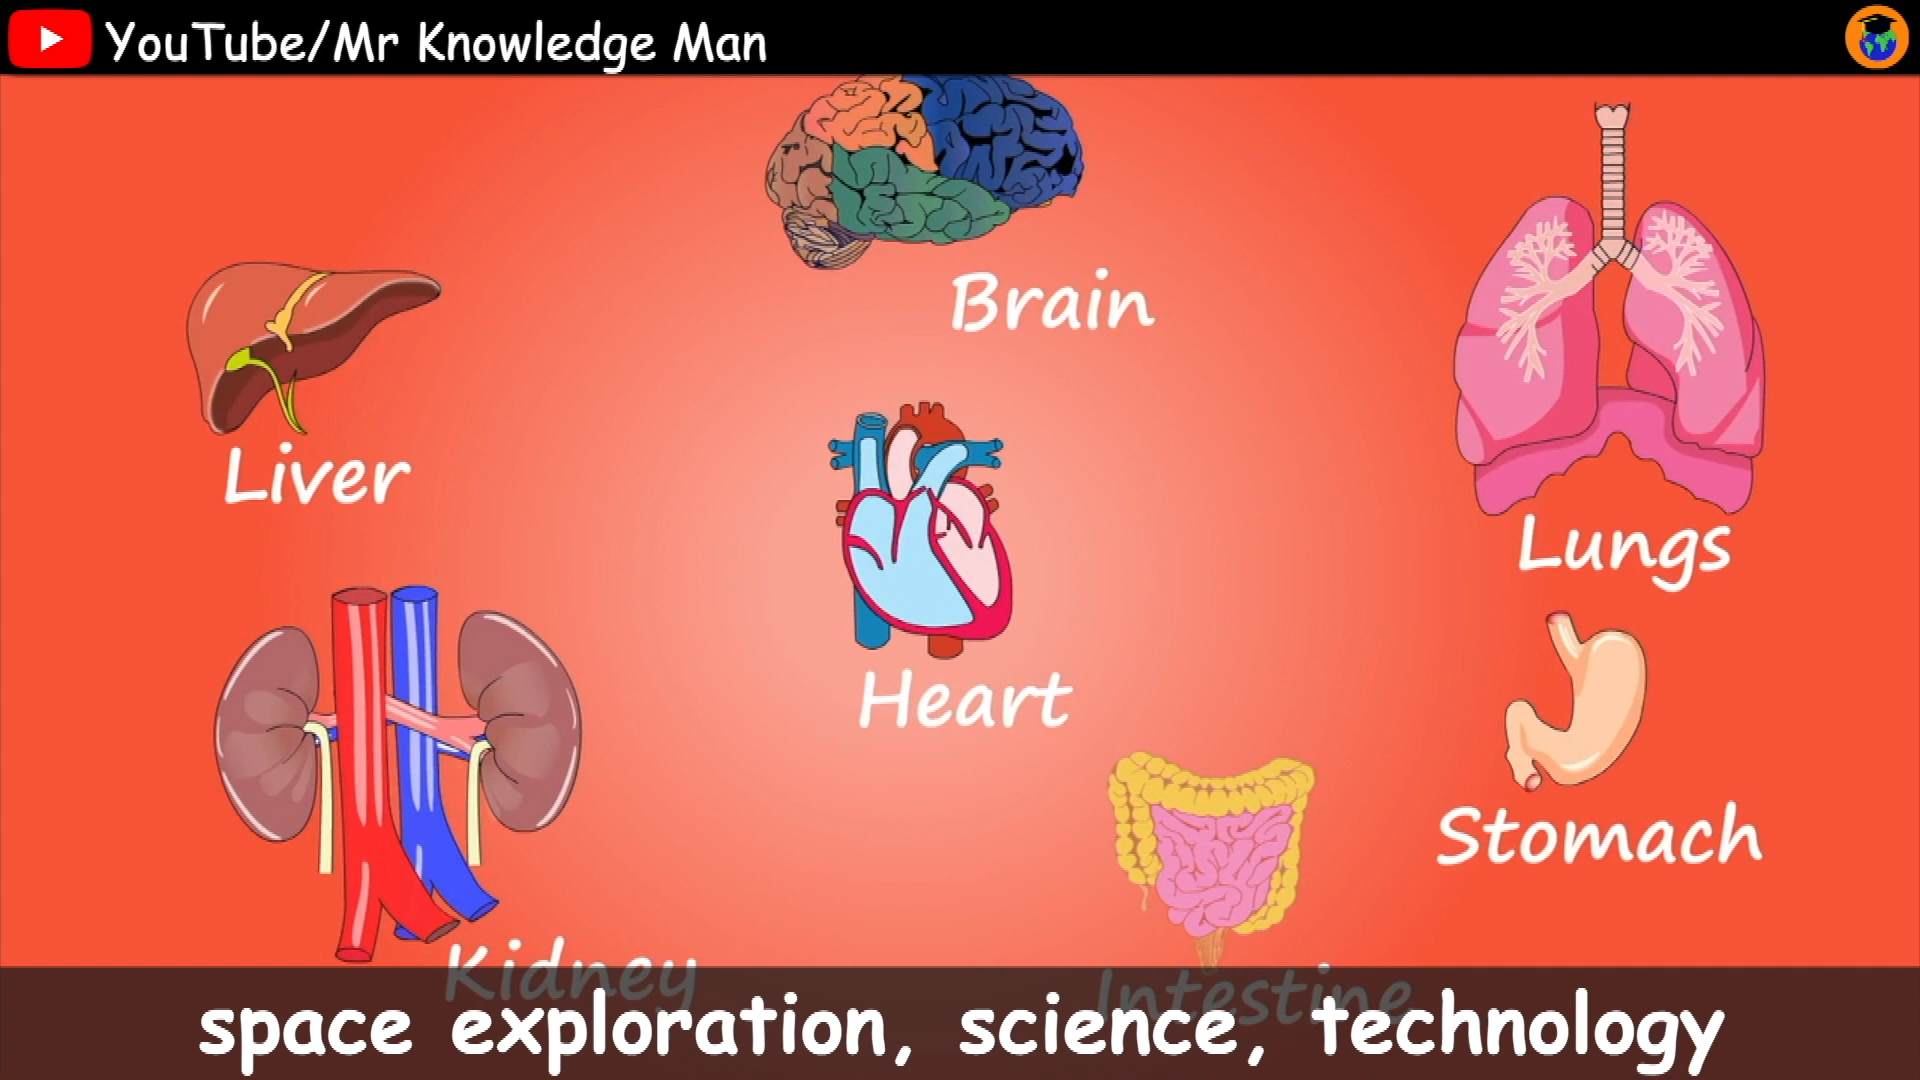 YouTube/Mr Knowledge Man
Brain
Liver
Lungs
Heart
Stomach
Kidney
Intestine
space exploration, science, technology